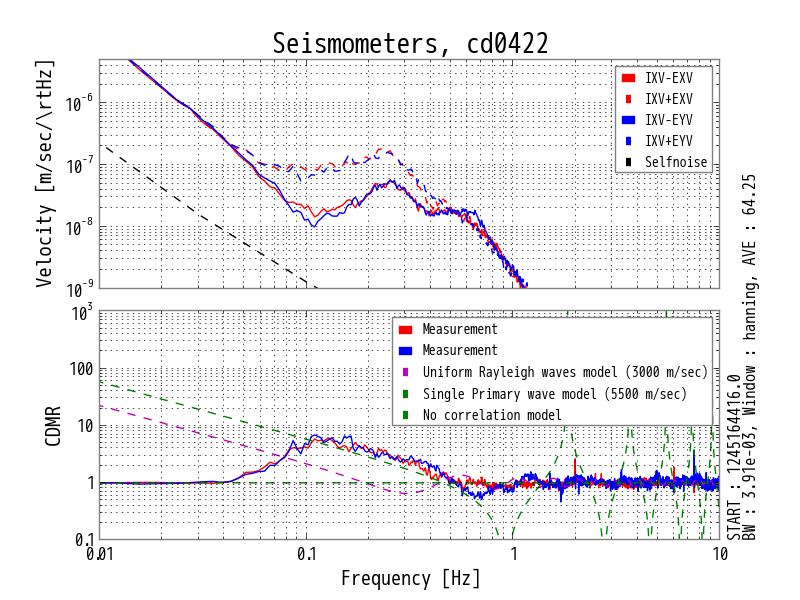 Seismometers, cd0422
Velocity [m/sec/\rtHz]
10^-6
10^-7
10^-8
10^-9
IXV-EXV
IXV+EXV
IXV-EYV
IXV+EYV
Selfnoise
CDMR
10^3
100
10
1
0.1
Measurement
Measurement
Uniform Rayleigh waves model (3000 m/sec)
Single Primary wave model (5500 m/sec)
No correlation model
0.01
0.1
1
10
Frequency [Hz]
START : 1245164416.0
BW : 3.91e-03, Window : hanning, AVE : 64.25